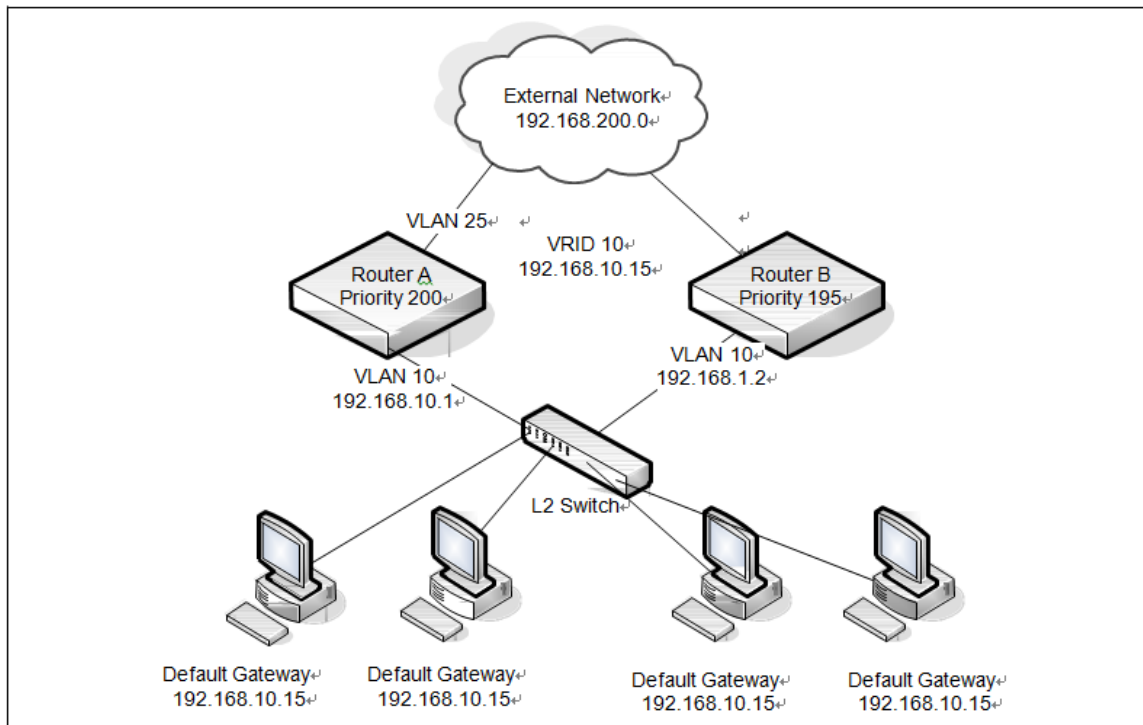 External Network↵
192.168.200.0↵
VLAN 25↵
↵
VRID 10↵
192.168.10.15↵
↵
↵
Router A
Priority 200↵
Router B
Priority 195↵
VLAN 10↵
192.168.10.1↵
VLAN 10↵
192.168.1.2↵
L2 Switch↵
Default Gateway↵
192.168.10.15↵
Default Gateway↵
192.168.10.15↵
Default Gateway↵
192.168.10.15↵
Default Gateway↵
192.168.10.15↵